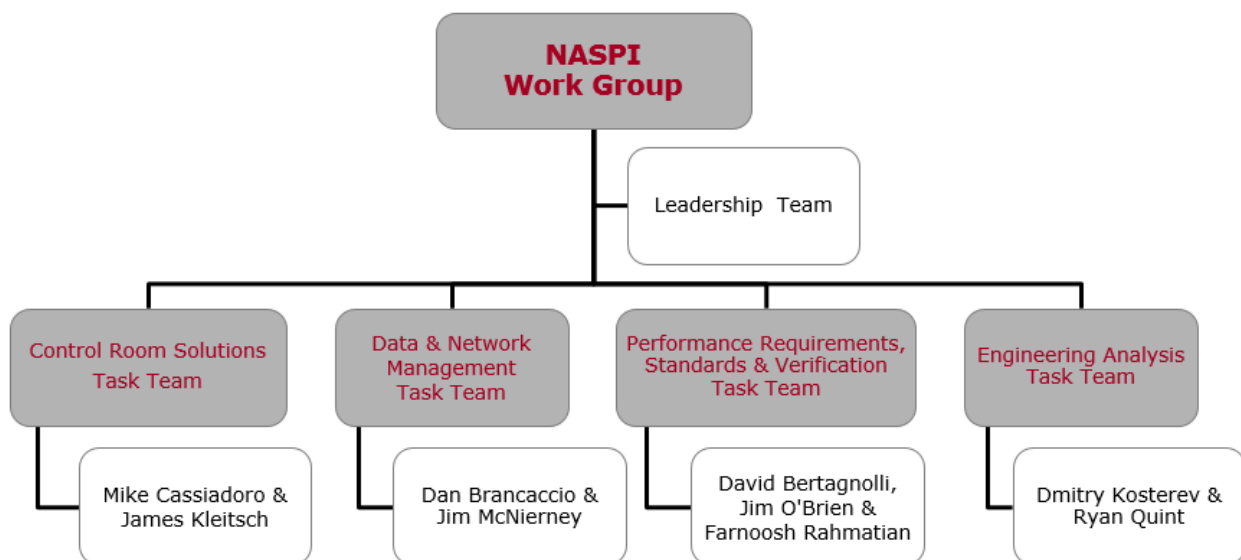 NASPI
Work Group
Leadership Team
Control Room Solutions
Task Team
Data & Network
Management
Task Team
Performance Requirements,
Standards & Verification
Task Team
Engineering Analysis
Task Team
Mike Cassiadoro &
James Kleitsch
Dan Brancaccio &
Jim McNierney
David Bertagnolli,
Jim O'Brien &
Farnoosh Rahmatian
Dmitry Kosterev &
Ryan Quint